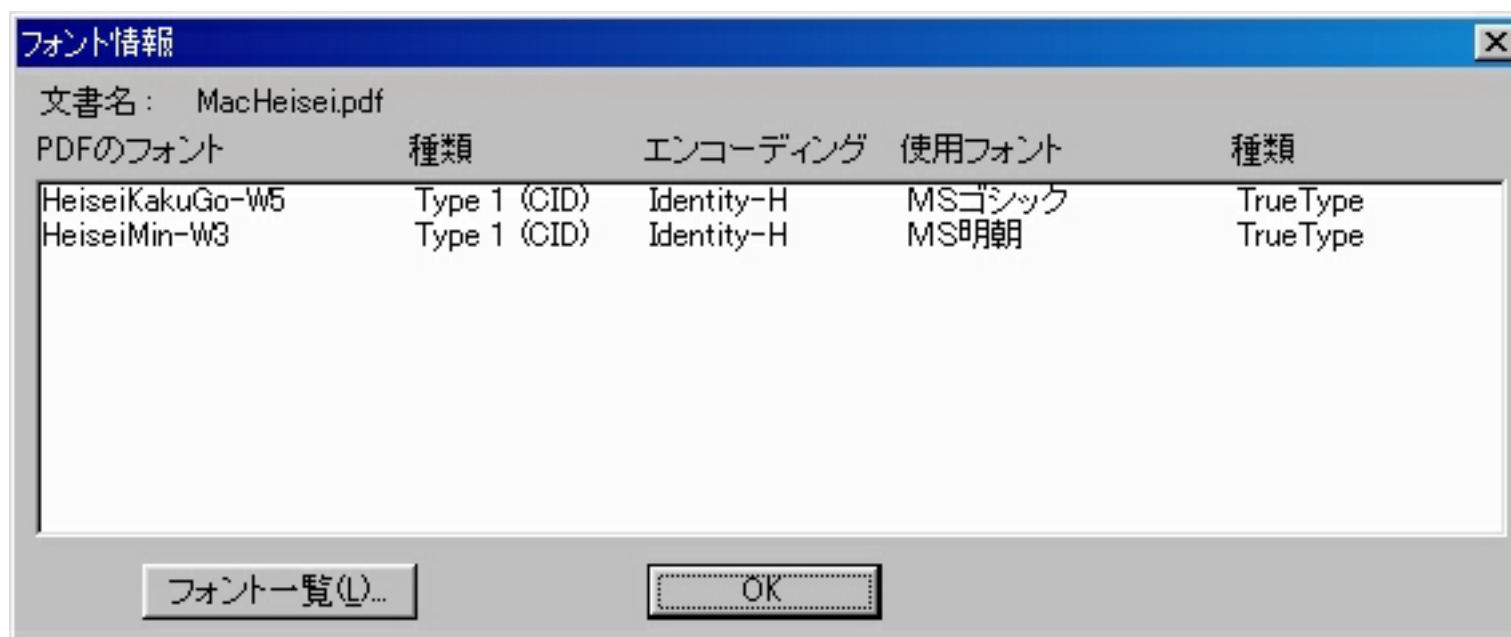 フォント情報
文書名： MacHeisei.pdf
PDFのフォント 種類 エンコーディング 使用フォント 種類
HeiseiKakuGo-W5 Type 1 (CID) Identity-H MSゴシック TrueType
HeiseiMin-W3 Type 1 (CID) Identity-H MS明朝 TrueType
フォント一覧(L)... OK